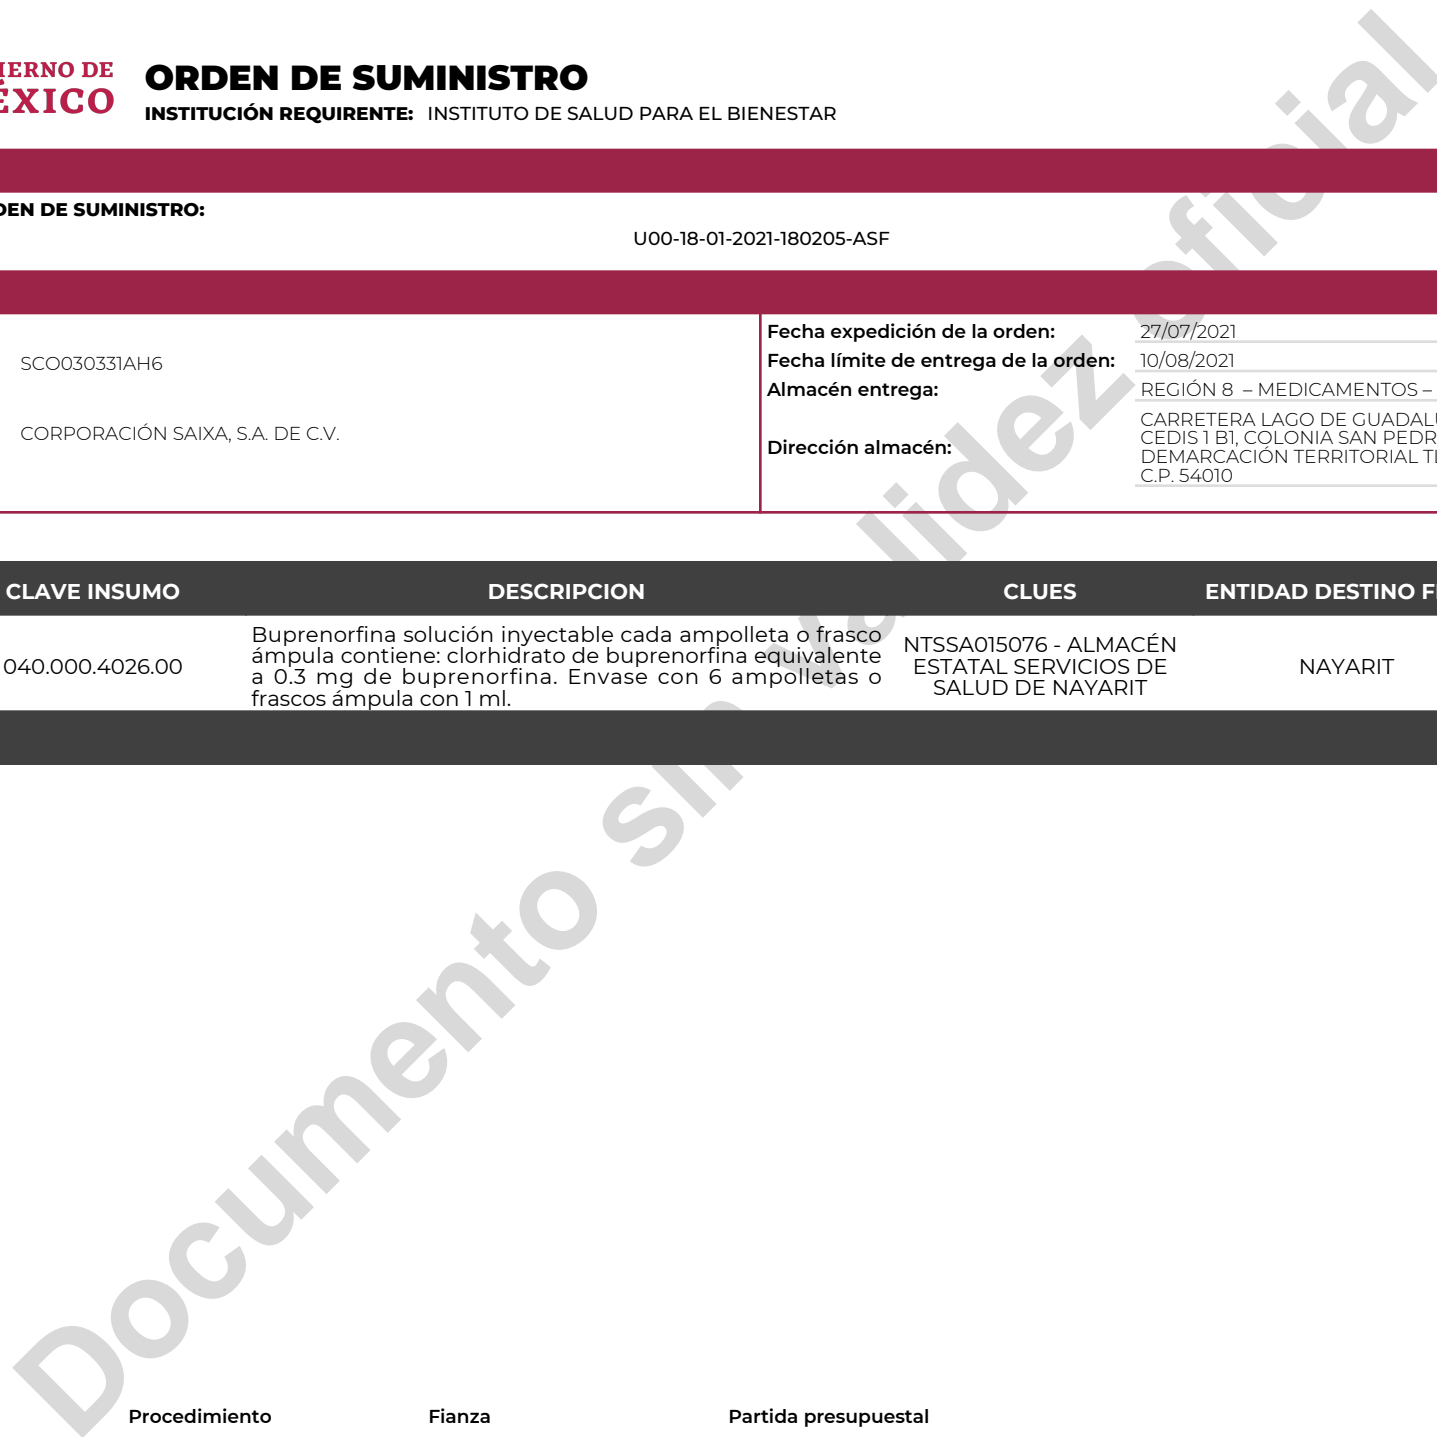 IERNO DE
ÉXICO
ORDEN DE SUMINISTRO
INSTITUCIÓN REQUIRENTE: INSTITUTO DE SALUD PARA EL BIENESTAR
DEN DE SUMINISTRO:
U00-18-01-2021-180205-ASF
SCO030331AH6
CORPORACIÓN SAIXA, S.A. DE C.V.
Fecha expedición de la orden: 27/07/2021
Fecha límite de entrega de la orden: 10/08/2021
Almacén entrega: REGIÓN 8 – MEDICAMENTOS –
Dirección almacén:
CARRETERA LAGO DE GUADALU
CEDIS 1 B1, COLONIA SAN PEDR
DEMARCACIÓN TERRITORIAL TL
C.P. 54010
CLAVE INSUMO DESCRIPCION CLUES ENTIDAD DESTINO FI
040.000.4026.00
Buprenorfina solución inyectable cada ampolleta o frasco
ámpula contiene: clorhidrato de buprenorfina equivalente
a 0.3 mg de buprenorfina. Envase con 6 ampolletas o
frascos ámpula con 1 ml.
NTSSA015076 - ALMACÉN
ESTATAL SERVICIOS DE
SALUD DE NAYARIT
NAYARIT
Documento sin validez oficial
Procedimiento Fianza Partida presupuestal